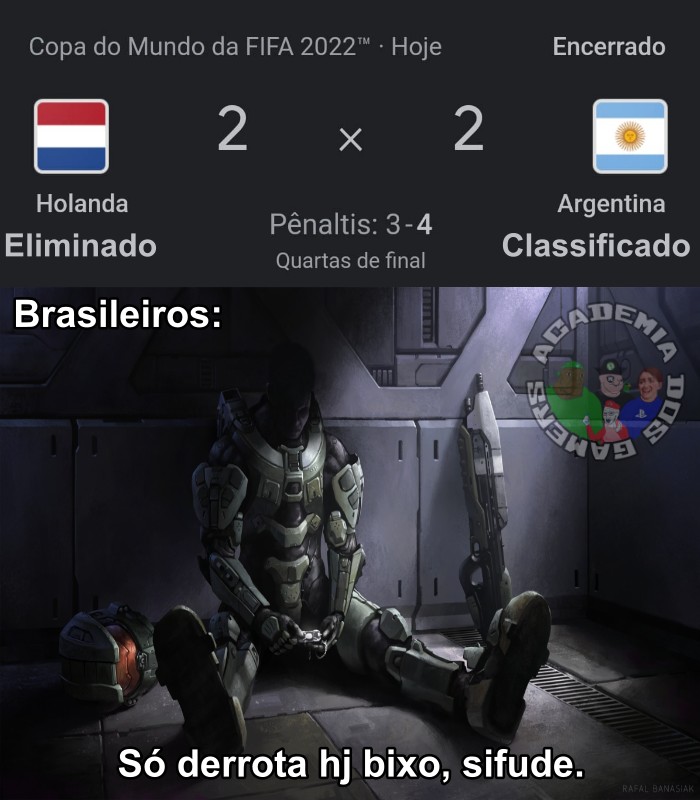 Copa do Mundo da FIFA 2022™ · Hoje
Encerrado
2 × 2
Holanda
Argentina
Pênaltis: 3 - 4
Eliminado
Classificado
Quartas de final
Brasileiros:
ACADEMIA DOS GAMERS
Só derrota hj bixo, sifude.
RAFAL BANASIAK